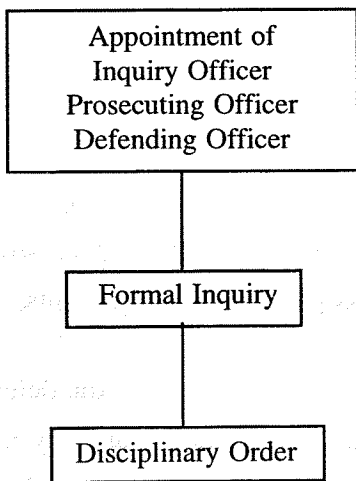 Appointment of
Inquiry Officer
Prosecuting Officer
Defending Officer
Formal Inquiry
Disciplinary Order